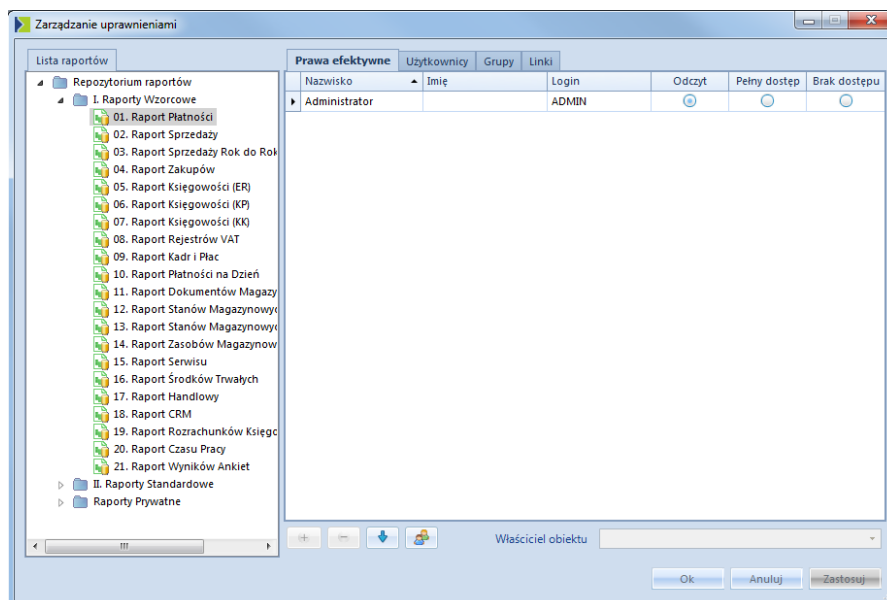 Zarządzanie uprawnieniami
Lista raportów
Repozytorium raportów
I. Raporty Wzorcowe
01. Raport Płatności
02. Raport Sprzedaży
03. Raport Sprzedaży Rok do Rok
04. Raport Zakupów
05. Raport Księgowości (ER)
06. Raport Księgowości (KP)
07. Raport Księgowości (KK)
08. Raport Rejestrów VAT
09. Raport Kadr i Płac
10. Raport Płatności na Dzień
11. Raport Dokumentów Magazy
12. Raport Stanów Magazynowyc
13. Raport Stanów Magazynowyc
14. Raport Zasobów Magazynow
15. Raport Serwisu
16. Raport Środków Trwałych
17. Raport Handlowy
18. Raport CRM
19. Raport Rozrachunków Księgo
20. Raport Czasu Pracy
21. Raport Wyników Ankiet
II. Raporty Standardowe
Raporty Prywatne
Prawa efektywne Użytkownicy Grupy Linki
Nazwisko Imię Login Odczyt Pełny dostęp Brak dostępu
Administrator ADMIN
Właściciel obiektu
Ok Anuluj Zastosuj